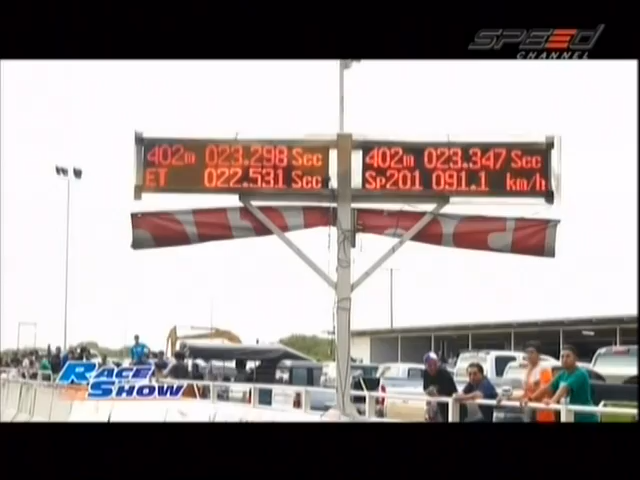 SPEED
CHANNEL
402m 023.298 Sec
ET 022.531 Sec
402m 023.347 Sec
Sp201 091.1 km/h
RACE
SHOW